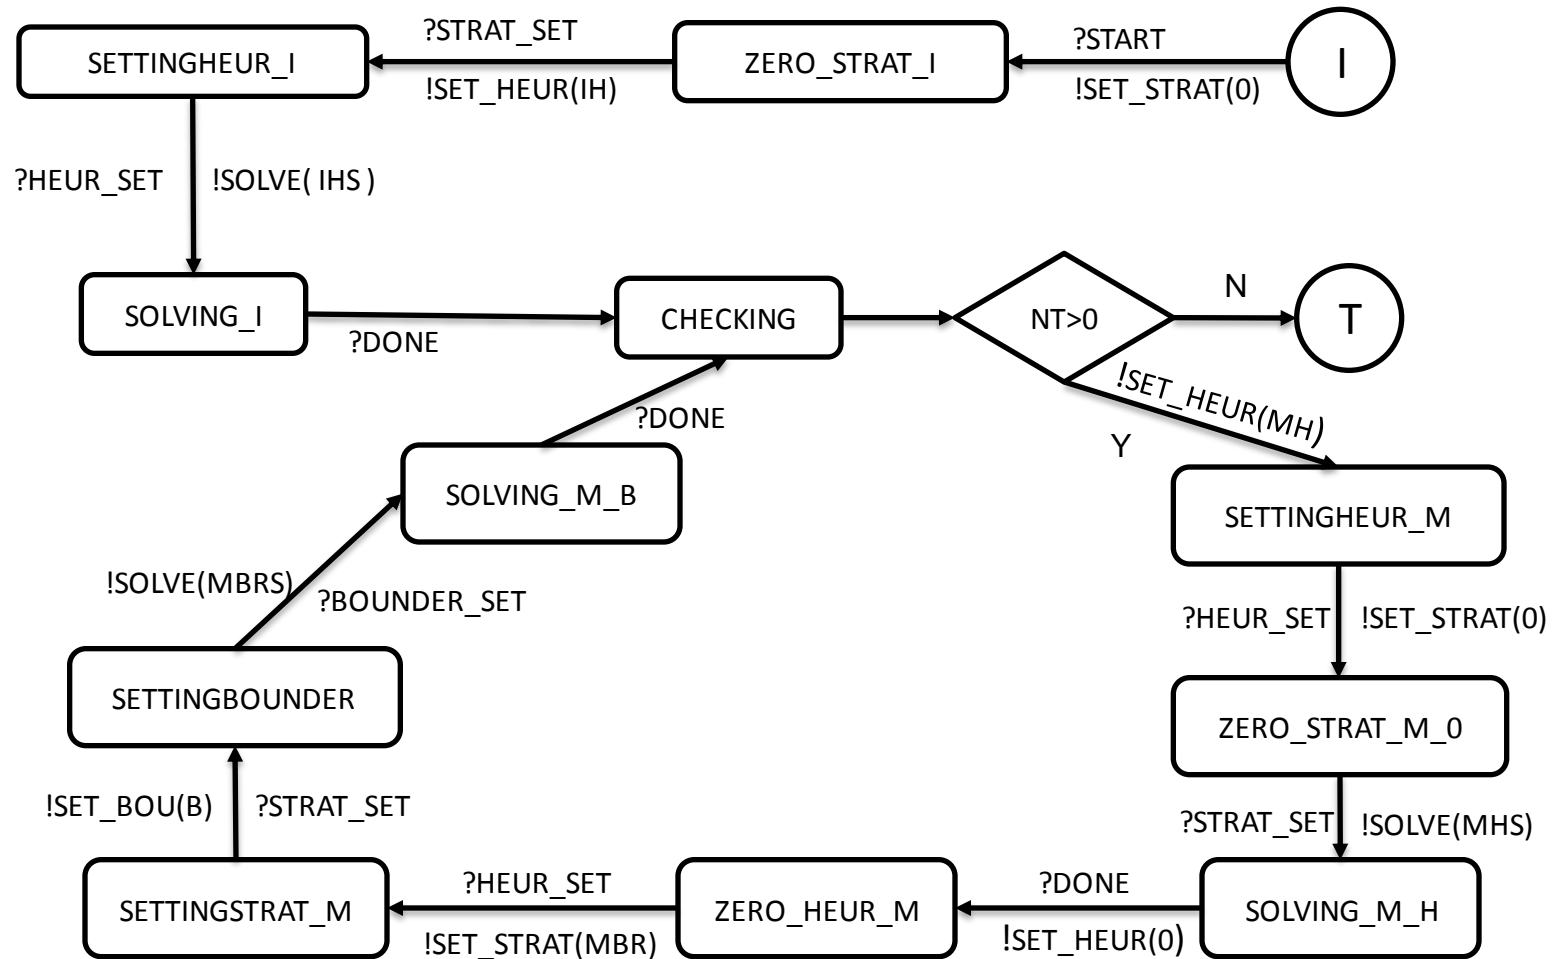 ?STRAT_SET
?START
SETTINGHEUR_I
ZERO_STRAT_I
I
!SET_HEUR(IH)
!SET_STRAT(0)
?HEUR_SET
!SOLVE( IHS )
SOLVING_I
?DONE
CHECKING
NT>0
N
T
!SET_HEUR(MH)
Y
?DONE
SOLVING_M_B
SETTINGHEUR_M
!SOLVE(MBRS)
?BOUNDER_SET
?HEUR_SET
!SET_STRAT(0)
SETTINGBOUNDER
ZERO_STRAT_M_0
!SET_BOU(B)
?STRAT_SET
?STRAT_SET
!SOLVE(MHS)
?HEUR_SET
?DONE
SETTINGSTRAT_M
ZERO_HEUR_M
SOLVING_M_H
!SET_STRAT(MBR)
!SET_HEUR(0)